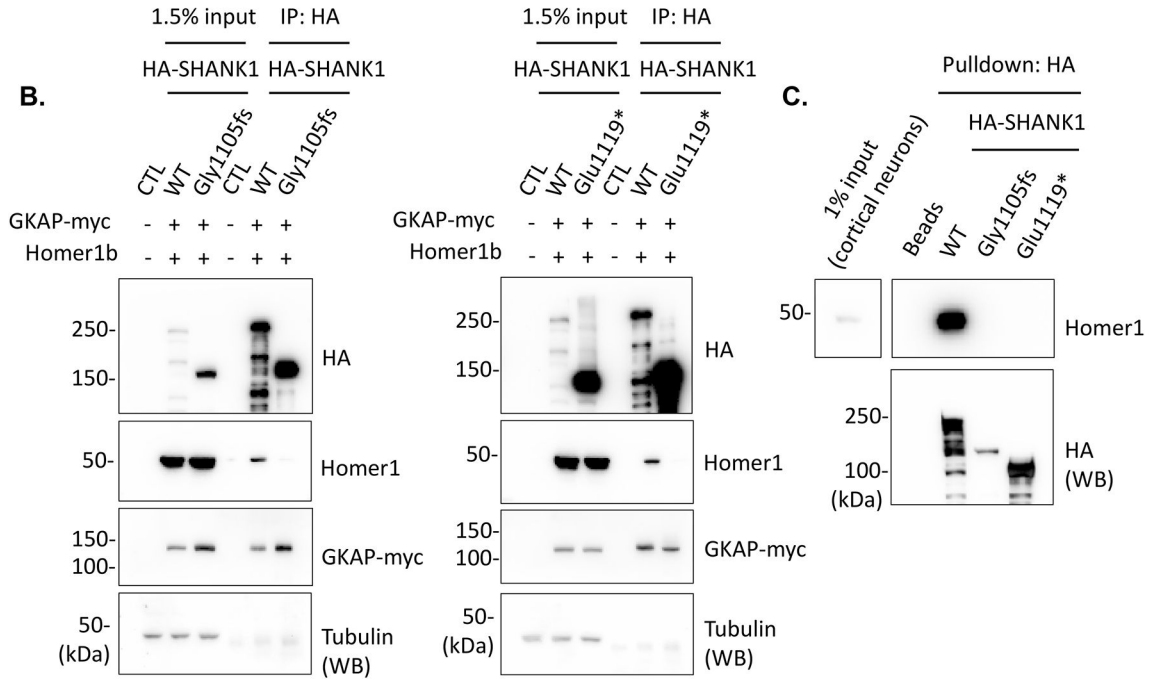 B.
1.5% input IP: HA
HA-SHANK1 HA-SHANK1
CTL WT Gly1105fs CTL WT Gly1105fs
GKAP-myc - + + - + +
Homer1b - + + - + +
250-
150-
HA
50-
Homer1
150-
100-
GKAP-myc
50-
(kDa)
Tubulin
(WB)
1.5% input IP: HA
HA-SHANK1 HA-SHANK1
CTL WT Glu1119* CTL WT Glu1119*
GKAP-myc - + + - + +
Homer1b - + + - + +
250-
150-
HA
50-
Homer1
150-
100-
GKAP-myc
50-
(kDa)
Tubulin
(WB)
C.
Pulldown: HA
HA-SHANK1
1% input
(cortical neurons)
Beads WT Gly1105fs Glu1119*
50-
Homer1
250-
100-
(kDa)
HA
(WB)